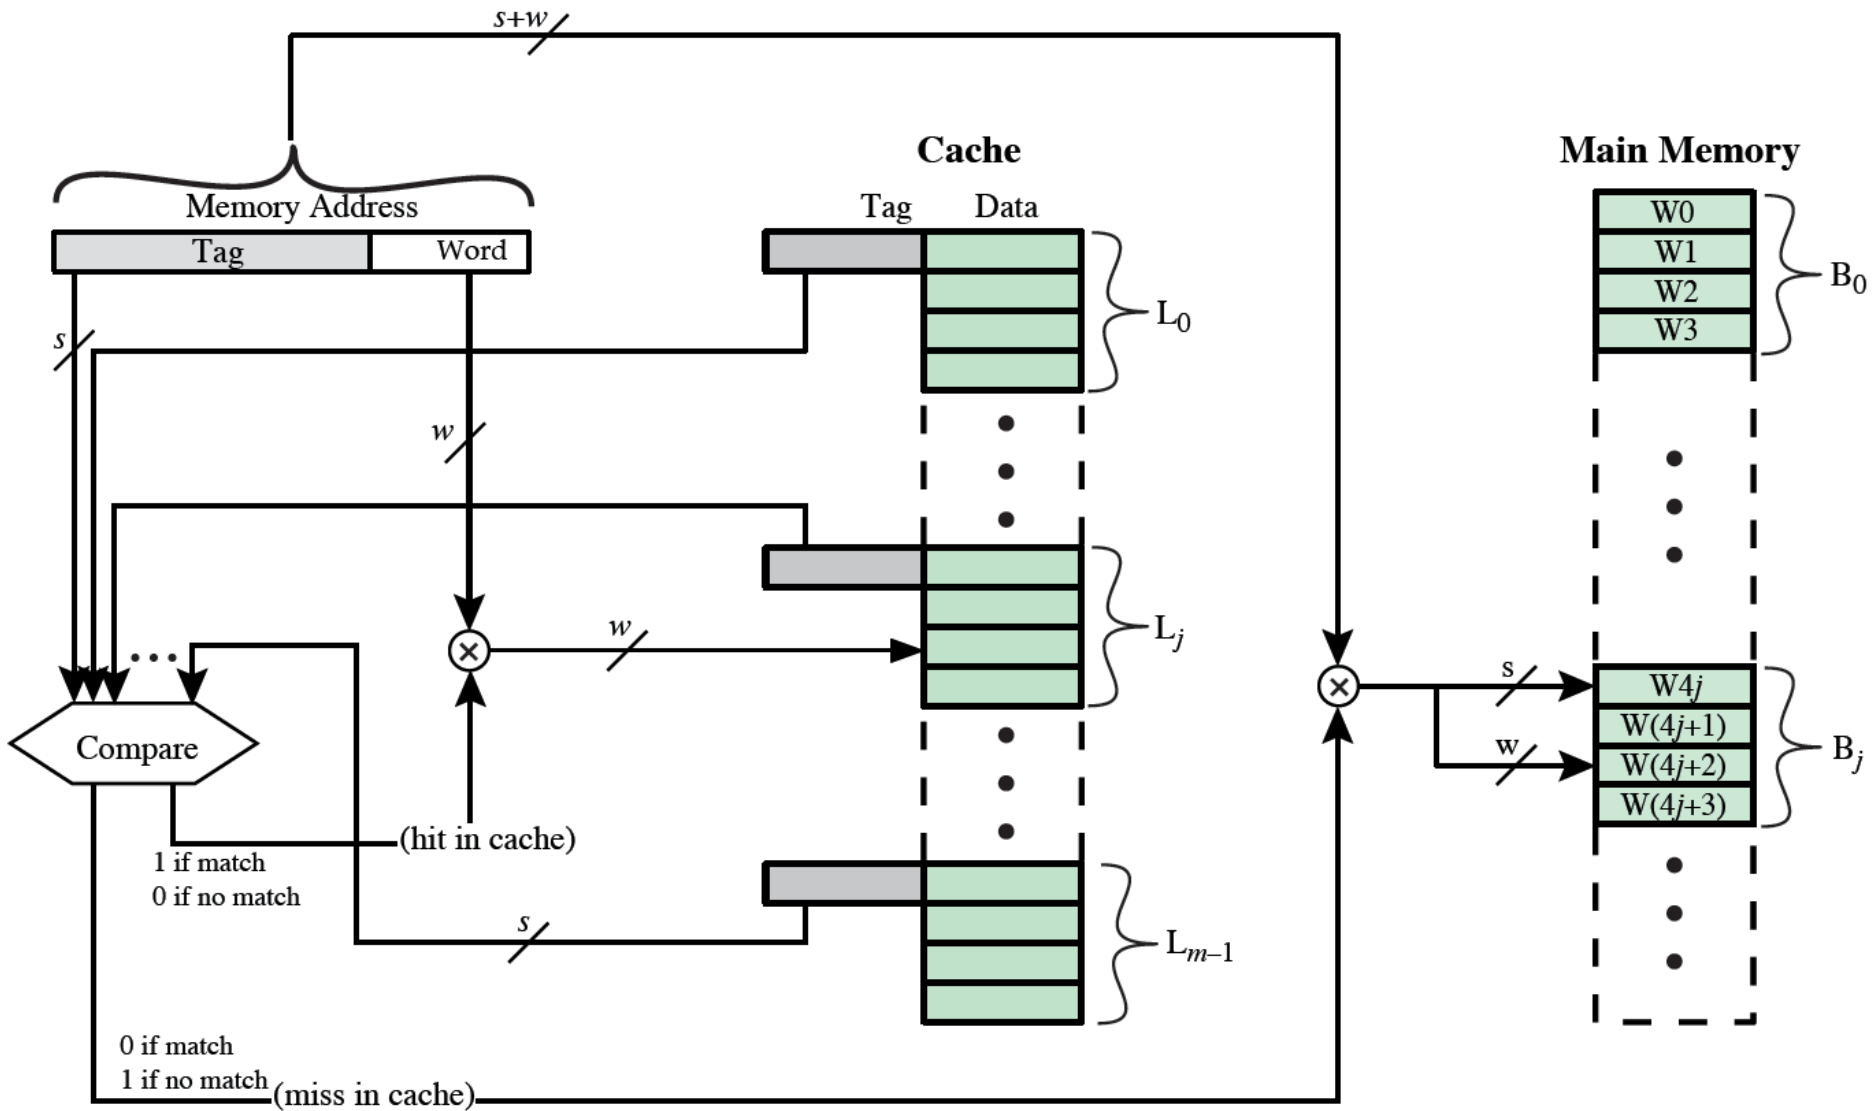 s+w
Cache
Main Memory
Memory Address
Tag Data
Tag Word
W0
W1
W2
W3
B0
L0
s
w
w
Lj
s
W4j
W(4j+1)
w
W(4j+2)
W(4j+3)
Bj
Compare
(hit in cache)
1 if match
0 if no match
s
Lm–1
0 if match
1 if no match
(miss in cache)